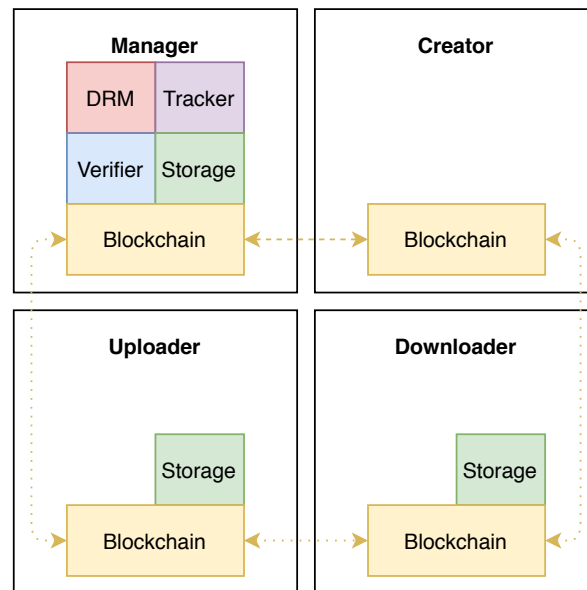 Manager
DRM
Tracker
Verifier
Storage
Blockchain
Creator
Blockchain
Uploader
Storage
Blockchain
Downloader
Storage
Blockchain